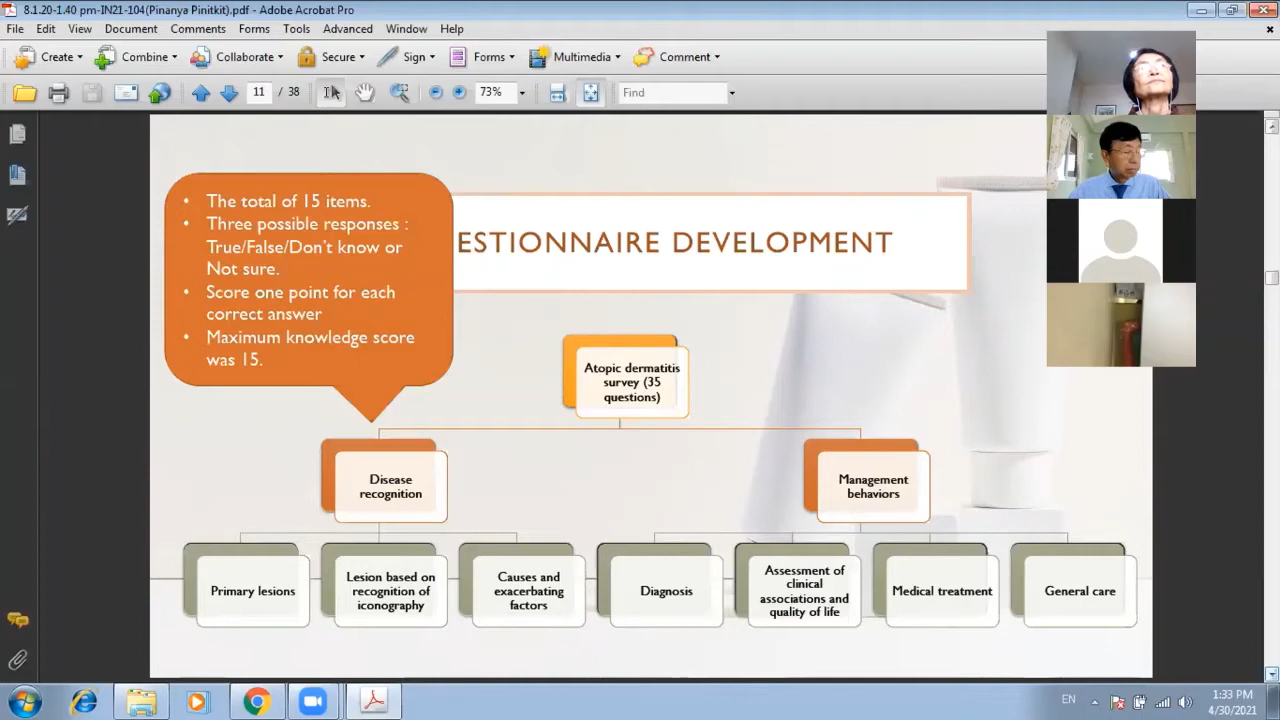 8.1.20-1.40 pm-IN21-104(Pinanya Pinitkit).pdf - Adobe Acrobat Pro
File Edit View Document Comments Forms Tools Advanced Window Help
Create Combine Collaborate Secure Sign Forms Multimedia Comment
11 / 38 73% Find
• The total of 15 items.
• Three possible responses :
True/False/Don't know or
Not sure.
• Score one point for each
correct answer
• Maximum knowledge score
was 15.
ESTIONNAIRE DEVELOPMENT
Atopic dermatitis
survey (35
questions)
Disease
recognition
Management
behaviors
Primary lesions
Lesion based on
recognition of
iconography
Causes and
exacerbating
factors
Diagnosis
Assessment of
clinical
associations and
quality of life
Medical treatment
General care
EN
1:33 PM
4/30/2021